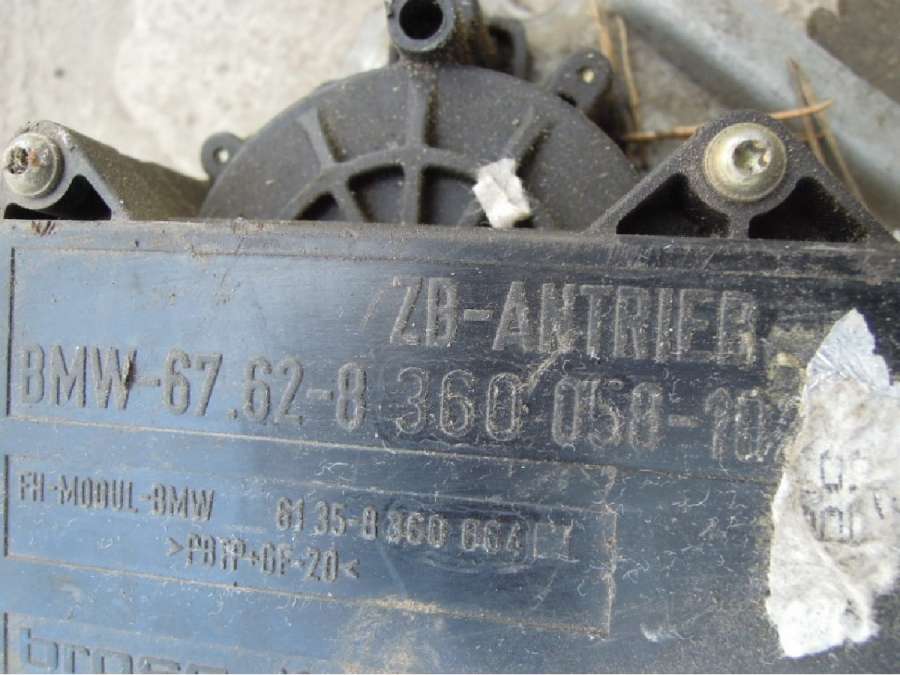 ZB-ANTRIEB
BMW-67.62-8 360 058-10
FH-MODUL-BMW 61 35-8 360 064
>PBTP+GF-20<
brose